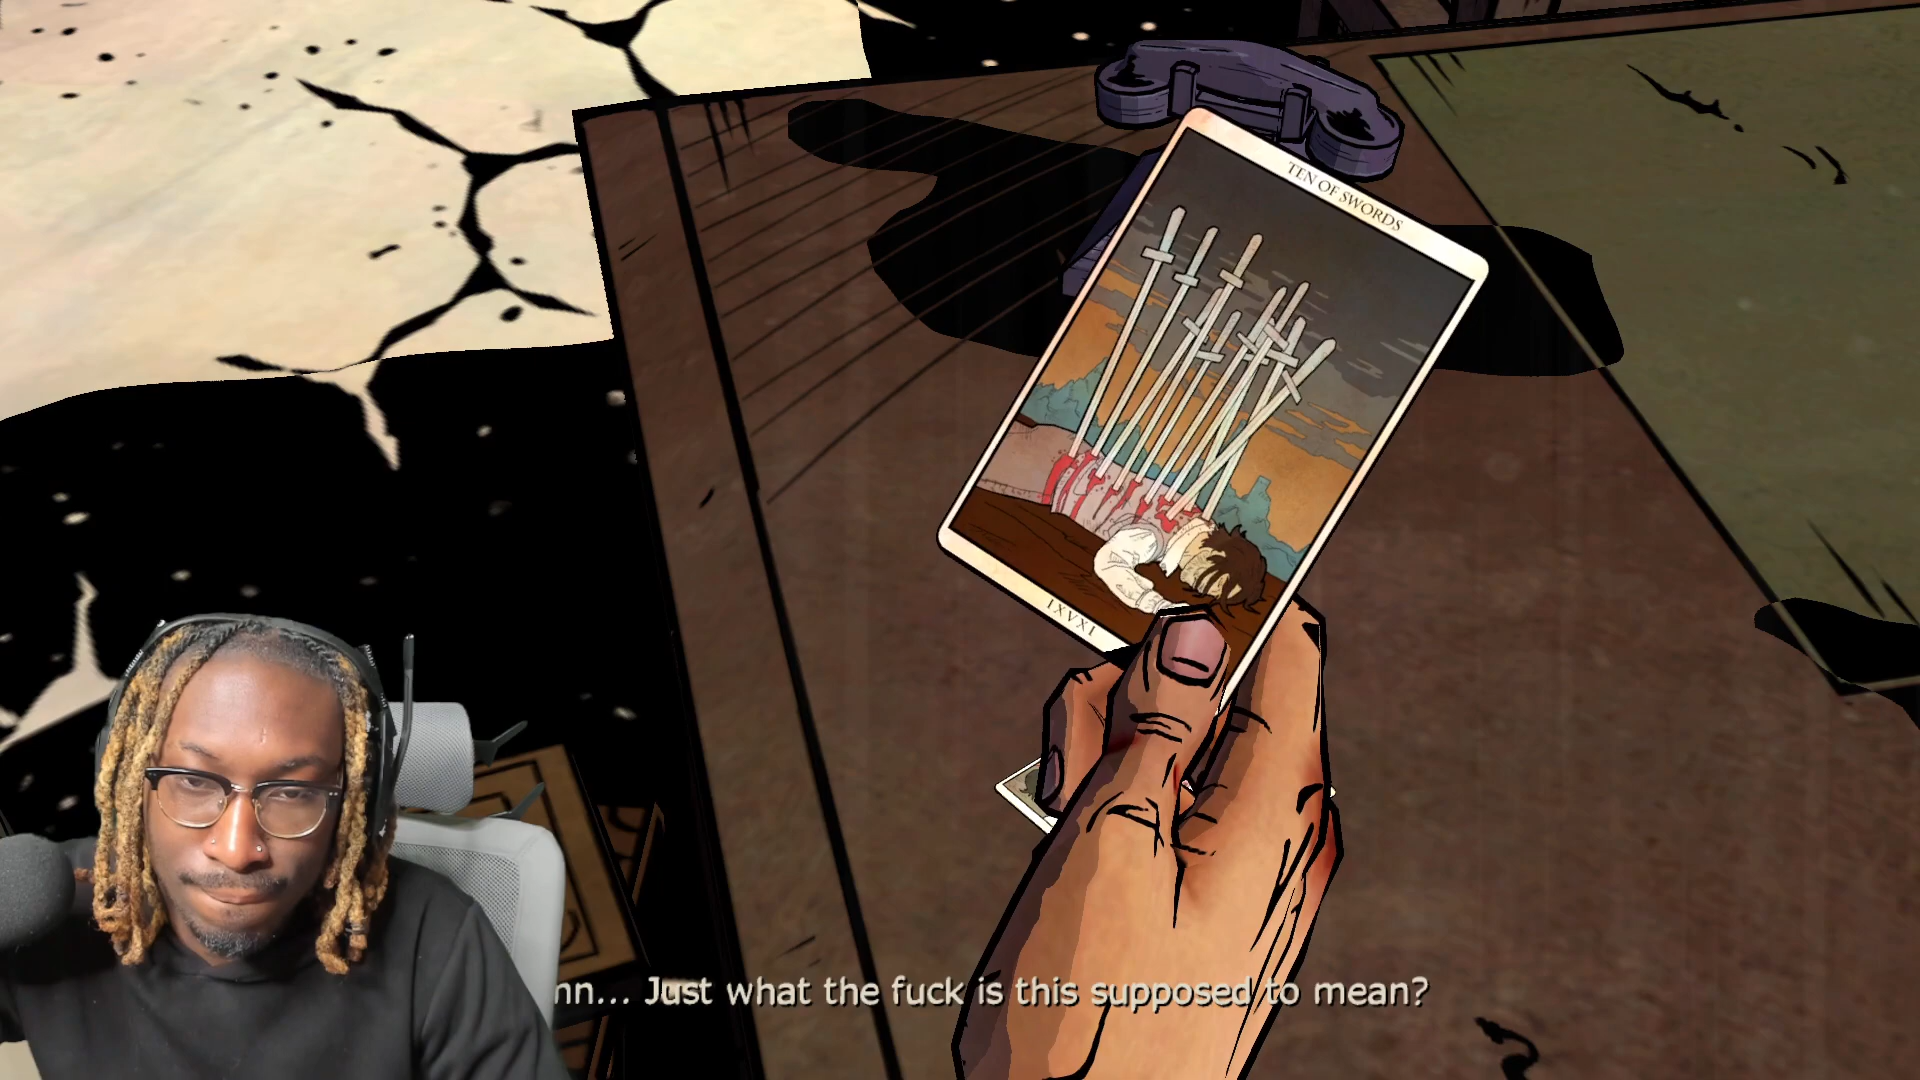 TEN OF SWORDS
IXVXI
nn... Just what the fuck is this supposed to mean?